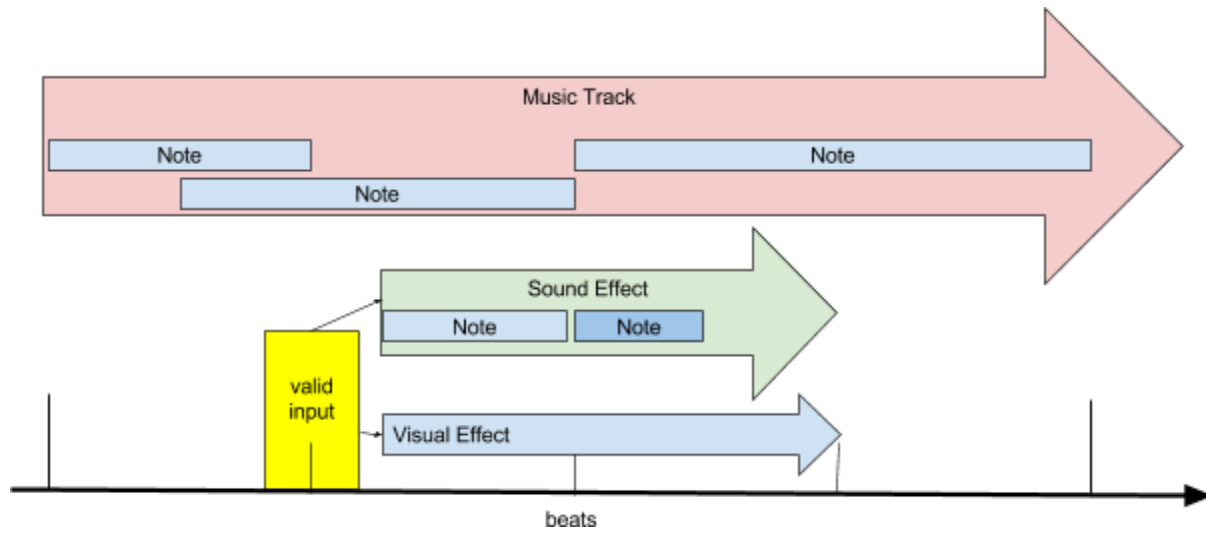 Music Track
Note
Note
Note
Sound Effect
Note
Note
valid
input
Visual Effect
beats